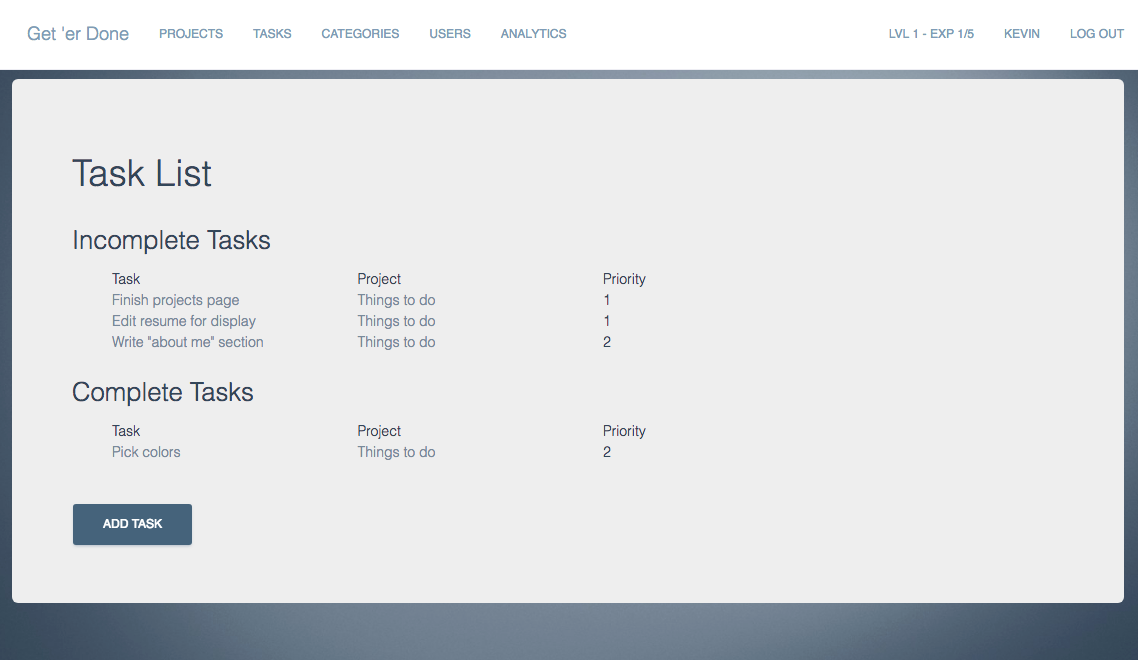 Get 'er Done PROJECTS TASKS CATEGORIES USERS ANALYTICS LVL 1 - EXP 1/5 KEVIN LOG OUT
Task List
Incomplete Tasks
Task Project Priority
Finish projects page Things to do 1
Edit resume for display Things to do 1
Write "about me" section Things to do 2
Complete Tasks
Task Project Priority
Pick colors Things to do 2
ADD TASK